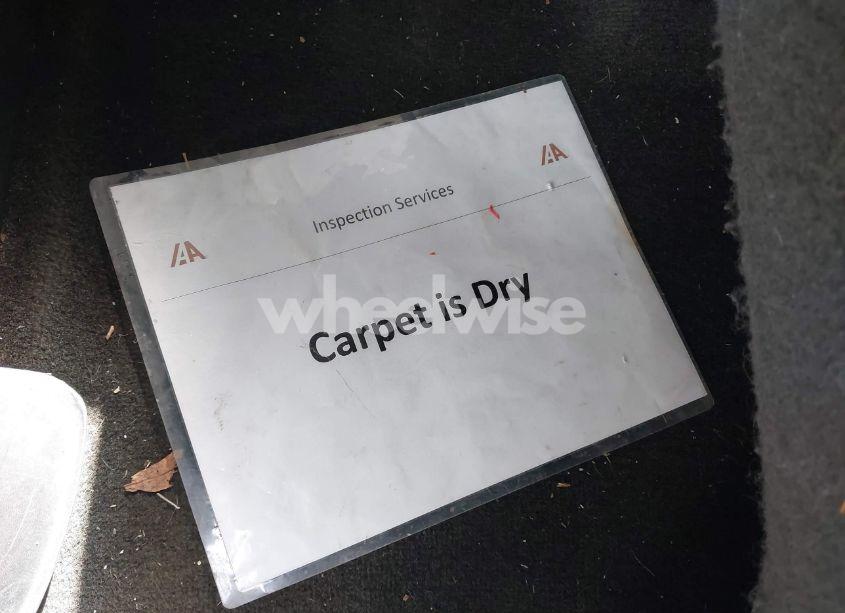 IAA
Inspection Services
IAA
Carpet is Dry
wheelwise